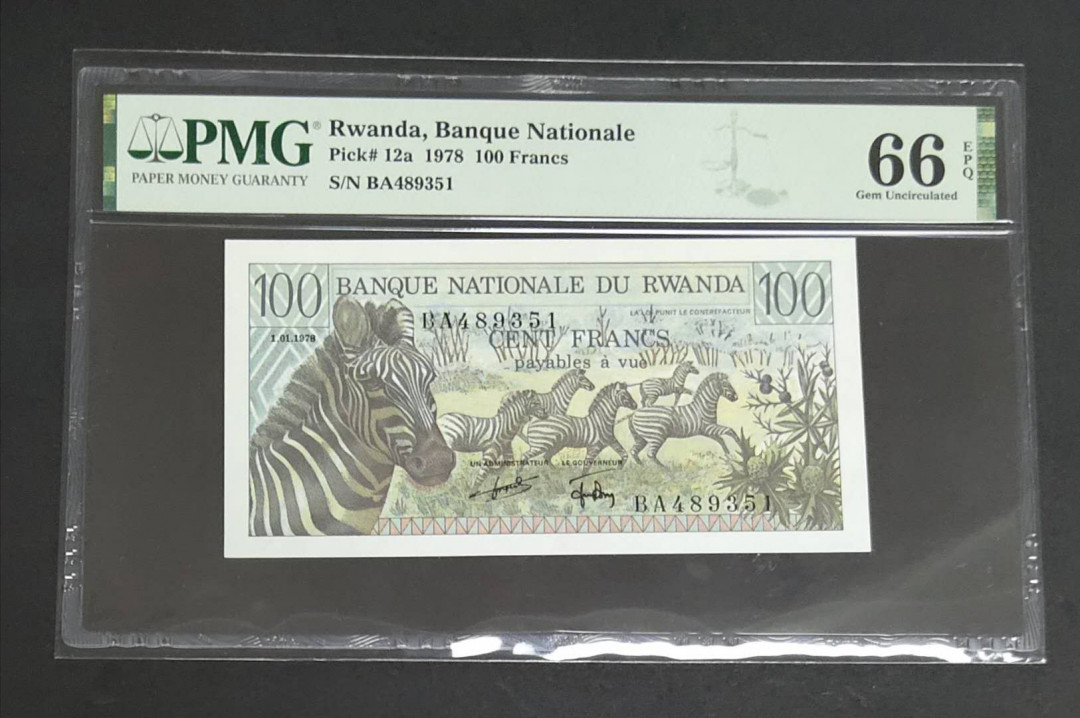 PMG®
PAPER MONEY GUARANTY
Rwanda, Banque Nationale
Pick# 12a 1978 100 Francs
S/N BA489351
66
EPQ
Gem Uncirculated
100 BANQUE NATIONALE DU RWANDA 100
LA LOI PUNIT LE CONTREFACTEUR
BA489351
1.01.1978
CENT FRANCS
payables à vue
UN ADMINISTRATEUR LE GOUVERNEUR
BA489351